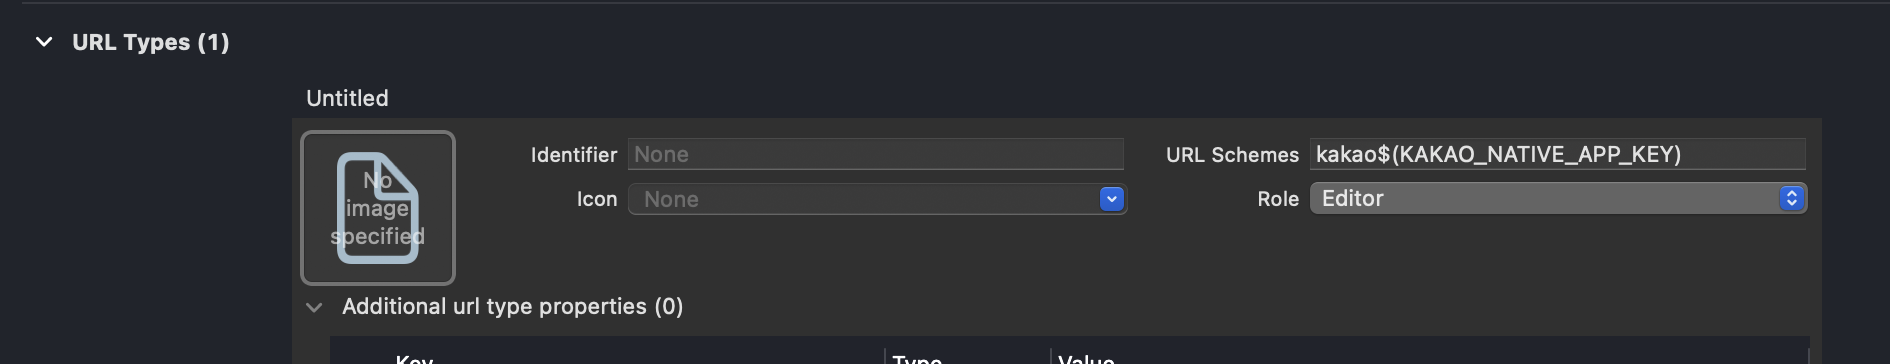 URL Types (1)
Untitled
No image specified
Identifier None
URL Schemes kakao$(KAKAO_NATIVE_APP_KEY)
Icon None
Role Editor
Additional url type properties (0)
Key Type Value